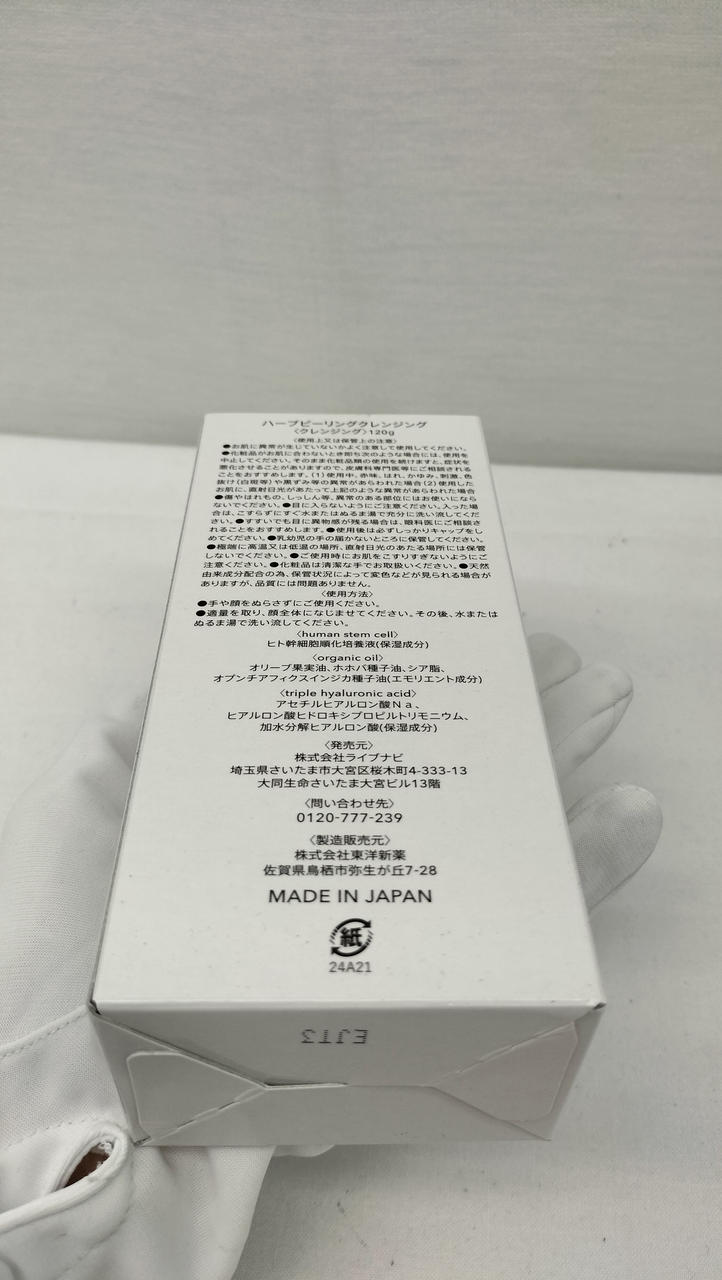 ハーブピーリングクレンジング
〈クレンジング〉120g
〈使用上又は保管上の注意〉
●お肌に異常が生じていないかよく注意して使用してください。
●化粧品がお肌に合わないとき即ち次のような場合には、使用を
中止してください。そのまま化粧品類の使用を続けますと、症状を
悪化させることがありますので、皮膚科専門医等にご相談される
ことをおすすめします。(1)使用中、赤味、はれ、かゆみ、刺激、色
抜け(白斑等)や黒ずみ等の異常があらわれた場合(2)使用した
お肌に、直射日光があたって上記のような異常があらわれた場合
●傷やはれもの、しっしん等、異常のある部位にはお使いになら
ないでください。●目に入らないようにご注意ください。入った場
合は、こすらずにすぐ水またはぬるま湯で充分に洗い流してくだ
さい。●すすいでも目に異物感が残る場合は、眼科医にご相談さ
れることをおすすめします。●使用後は必ずしっかりキャップをし
めてください。●乳幼児の手の届かないところに保管してください。
●極端に高温又は低温の場所、直射日光のあたる場所には保管
しないでください。●ご使用時にお肌をこすりすぎないようにご
注意ください。●化粧品は清潔な手でお取扱いください。●天然
由来成分配合の為、保管状況によって変色などが見られる場合が
ありますが、品質には問題ありません。
〈使用方法〉
●手や顔をぬらさずにご使用ください。
●適量を取り、顔全体になじませてください。その後、水または
ぬるま湯で洗い流してください。
〈human stem cell〉
ヒト幹細胞順化培養液(保湿成分)
〈organic oil〉
オリーブ果実油、ホホバ種子油、シア脂、
オプンチアフィクスインジカ種子油(エモリエント成分)
〈triple hyaluronic acid〉
アセチルヒアルロン酸Na、
ヒアルロン酸ヒドロキシプロピルトリモニウム、
加水分解ヒアルロン酸(保湿成分)
〈発売元〉
株式会社ライブナビ
埼玉県さいたま市大宮区桜木町4-333-13
大同生命さいたま大宮ビル13階
〈問い合わせ先〉
0120-777-239
〈製造販売元〉
株式会社東洋新薬
佐賀県鳥栖市弥生が丘7-28
MADE IN JAPAN
紙
24A21
EJT3